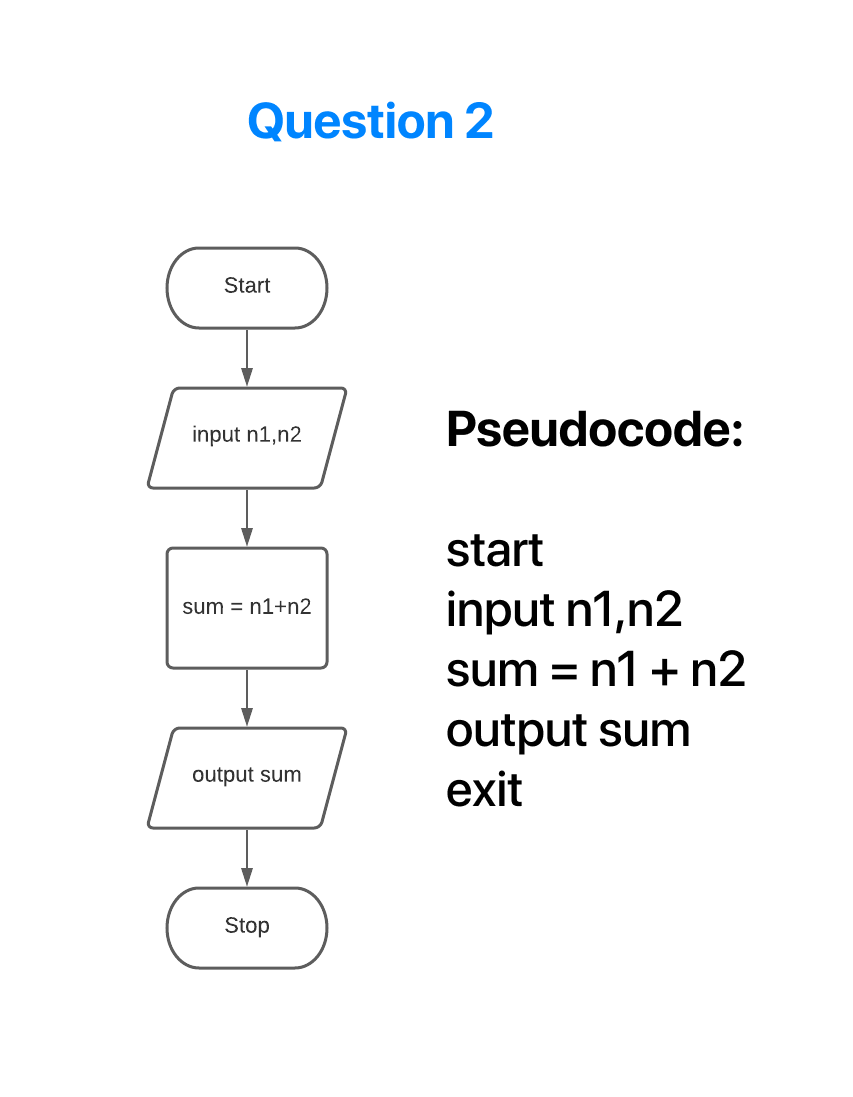 Question 2
Start
input n1,n2
sum = n1+n2
output sum
Stop
Pseudocode:
start
input n1,n2
sum = n1 + n2
output sum
exit